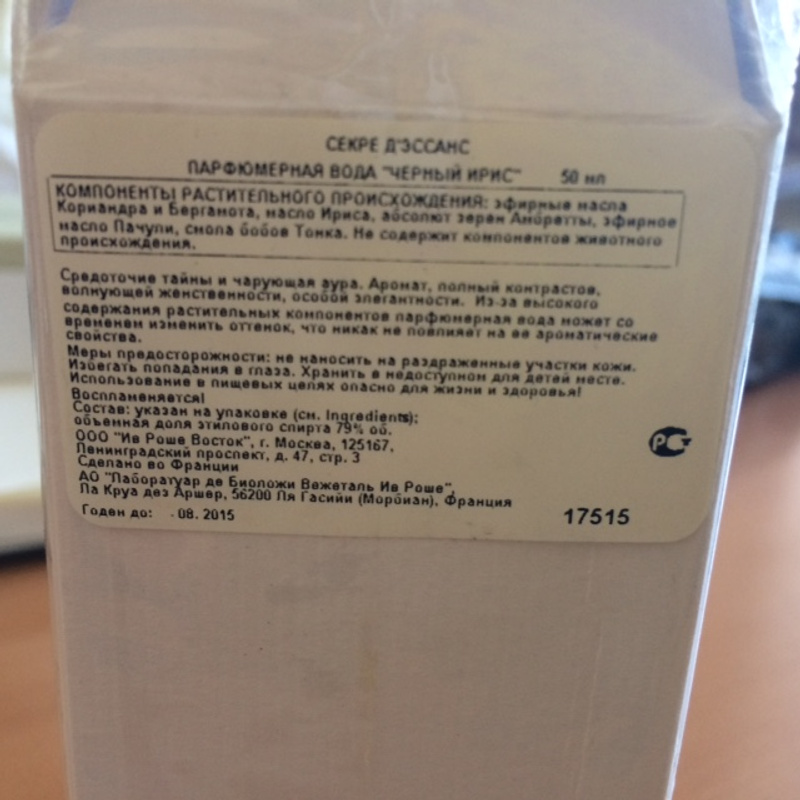 СЕКРЕ Д'ЭССАНС
ПАРФЮМЕРНАЯ ВОДА "ЧЕРНЫЙ ИРИС" 50 мл
КОМПОНЕНТЫ РАСТИТЕЛЬНОГО ПРОИСХОЖДЕНИЯ: эфирные масла
Кориандра и Бергамота, масло Ириса, абсолют зерен Амбретты, эфирное
масло Пачули, смола бобов Тонка. Не содержит компонентов животного
происхождения.
Средоточие тайны и чарующая аура. Аромат, полный контрастов,
волнующей женственности, особой элегантности. Из-за высокого
содержания растительных компонентов парфюмерная вода может со
временем изменить оттенок, что никак не повлияет на ее ароматические
свойства.
Меры предосторожности: не наносить на раздраженные участки кожи.
Избегать попадания в глаза. Хранить в недоступном для детей месте.
Использование в пищевых целях опасно для жизни и здоровья!
Воспламеняется!
Состав: указан на упаковке (см. Ingredients);
объемная доля этилового спирта 79% об.
ООО "Ив Роше Восток", г. Москва, 125167,
Ленинградский проспект, д. 47, стр. 3
Сделано во Франции
АО "Лаборатуар де Биоложи Вежеталь Ив Роше",
Ла Круа дез Аршер, 56200 Ля Гасийи (Морбиан), Франция
Годен до: .08.2015
17515
РСТ